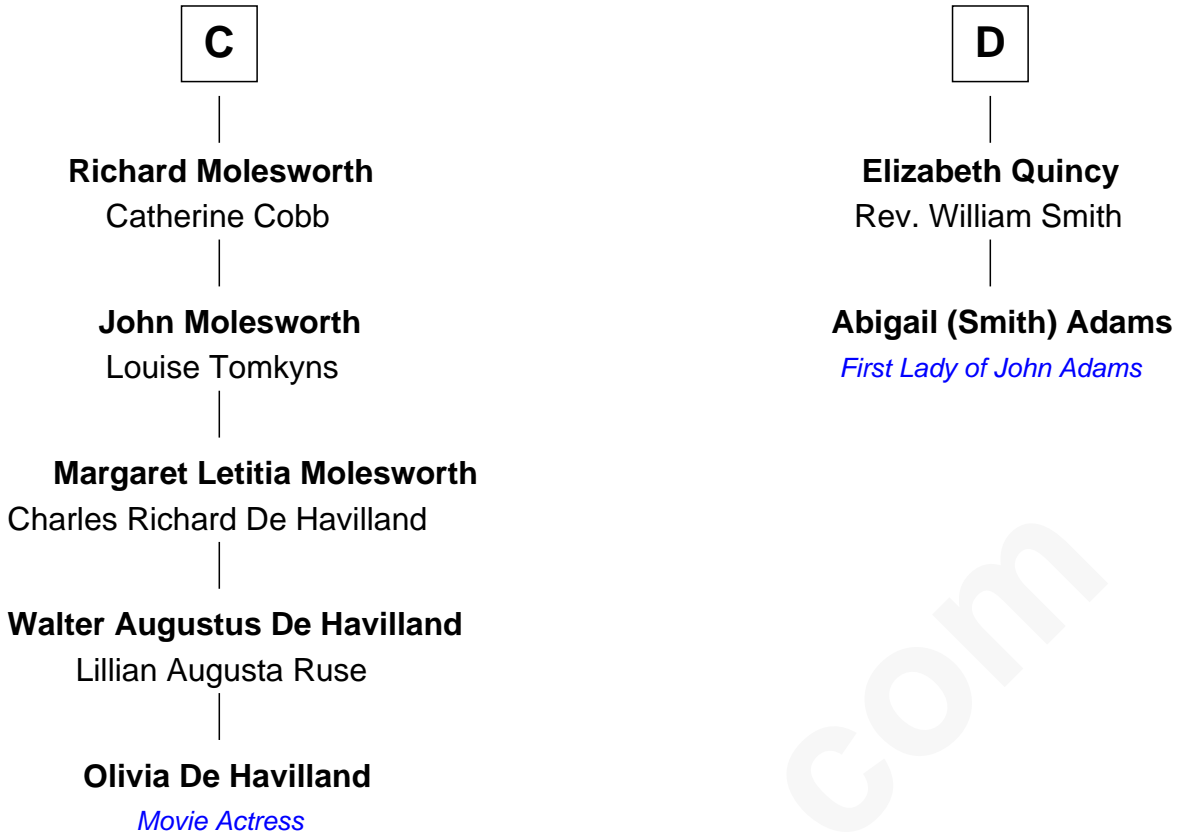 C
Richard Molesworth
Catherine Cobb
John Molesworth
Louise Tomkyns
Margaret Letitia Molesworth
Charles Richard De Havilland
Walter Augustus De Havilland
Lillian Augusta Ruse
Olivia De Havilland
Movie Actress
D
Elizabeth Quincy
Rev. William Smith
Abigail (Smith) Adams
First Lady of John Adams
com